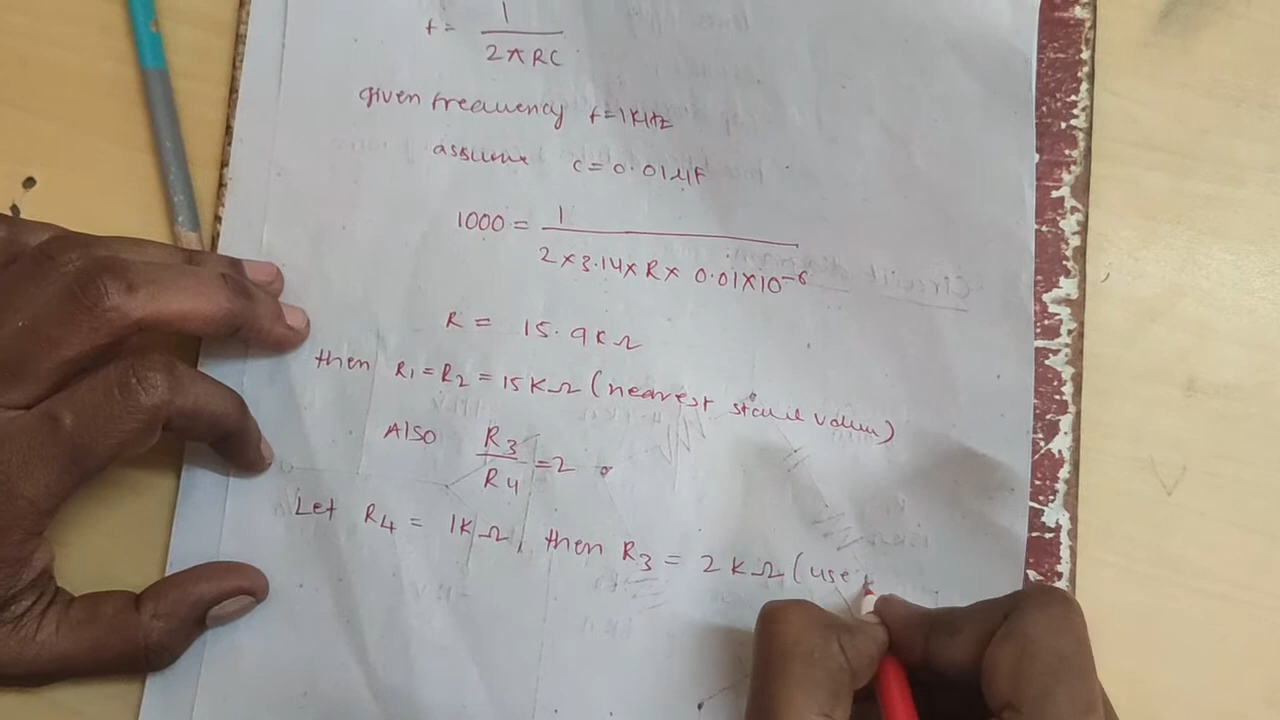 f = 1 / 2πRC
given frequency f=1KHz
assume C=0.01μF
1000 = 1 / 2×3.14×R× 0.01×10⁻⁶
R = 15.9KΩ
then R₁=R₂=15KΩ (nearest value)
Also R₃/R₄=2
Let R₄ = 1KΩ, then R₃ = 2KΩ (use